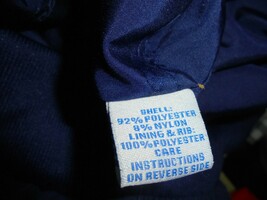 SHELL:
92% POLYESTER
8% NYLON
LINING & RIB:
100% POLYESTER
CARE
INSTRUCTIONS
ON REVERSE SIDE